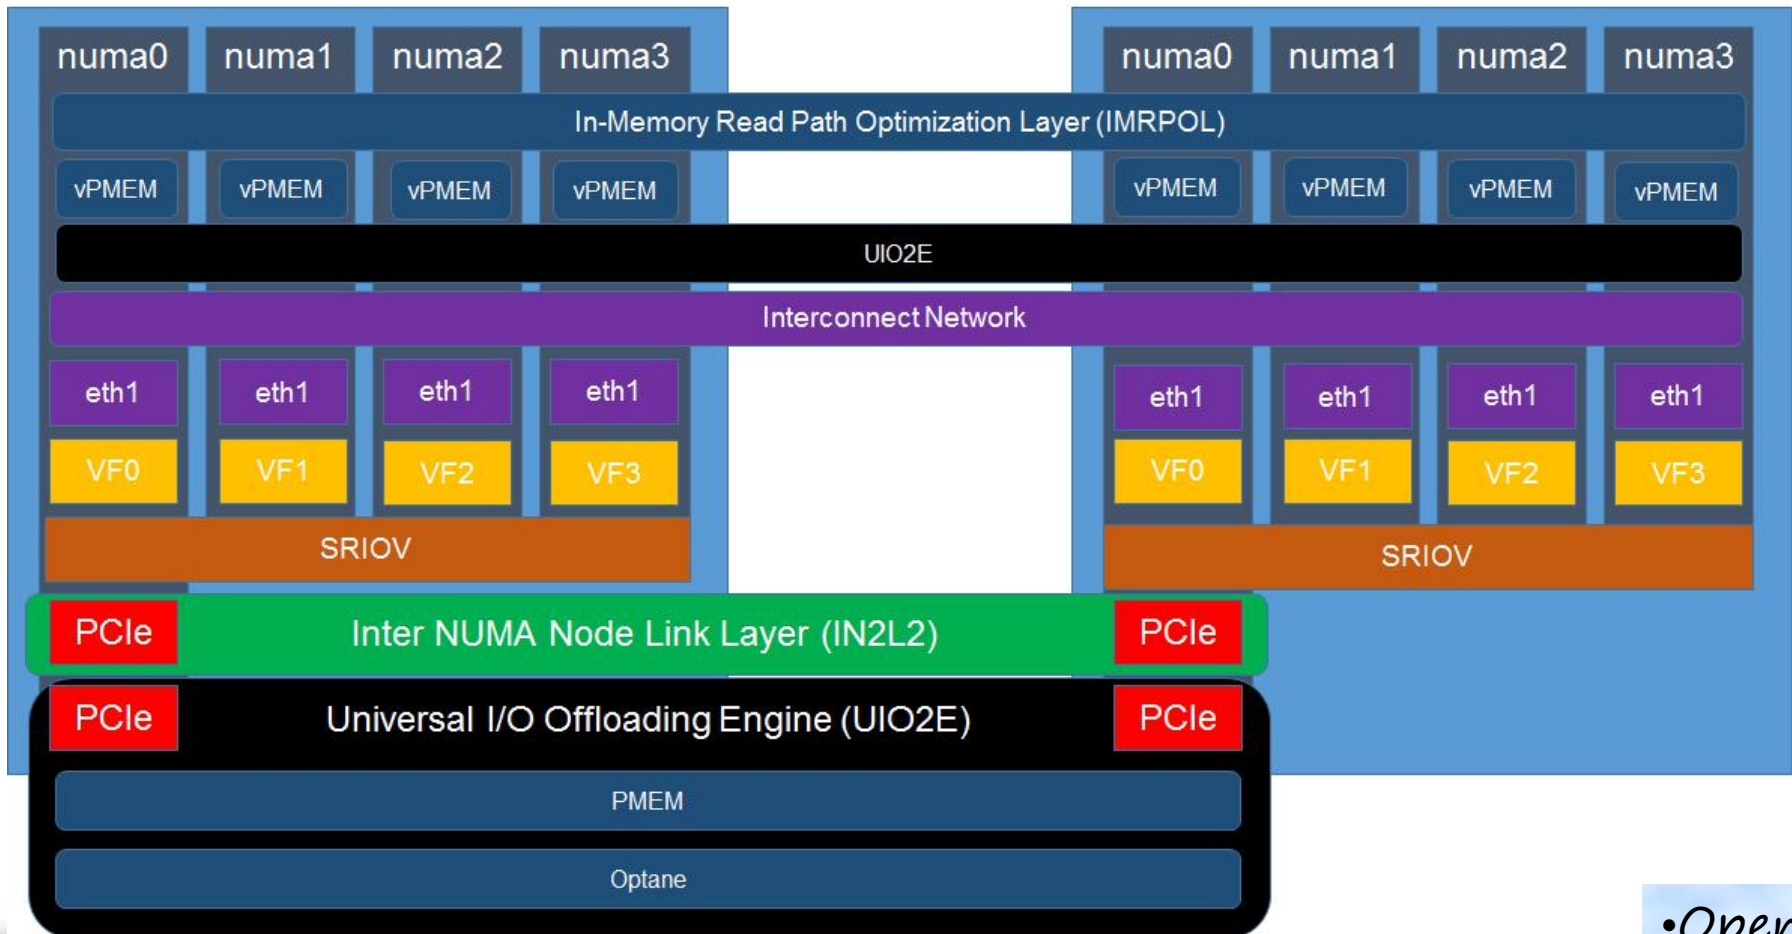 numa0 numa1 numa2 numa3 numa0 numa1 numa2 numa3
In-Memory Read Path Optimization Layer (IMRPOL)
vPMEM vPMEM vPMEM vPMEM vPMEM vPMEM vPMEM vPMEM
UIO2E
Interconnect Network
eth1 eth1 eth1 eth1 eth1 eth1 eth1 eth1
VF0 VF1 VF2 VF3 VF0 VF1 VF2 VF3
SRIOV SRIOV
PCIe Inter NUMA Node Link Layer (IN2L2) PCIe
PCIe Universal I/O Offloading Engine (UIO2E) PCIe
PMEM
Optane